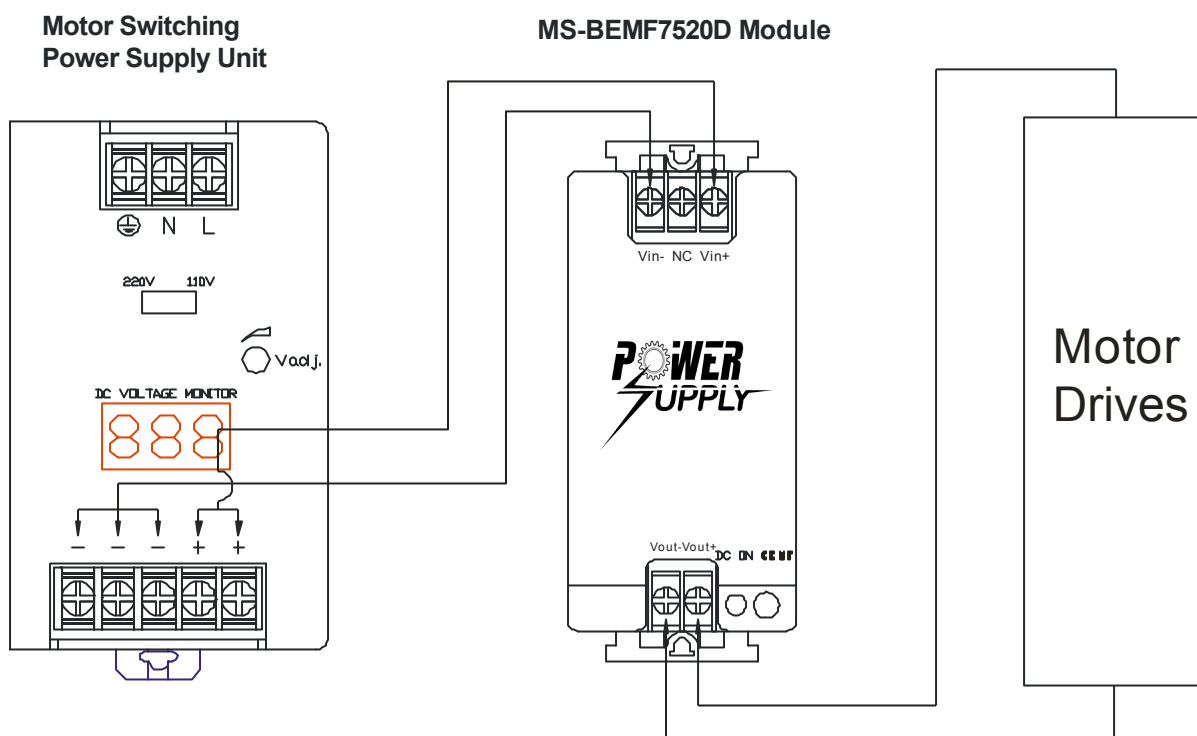 Motor Switching
Power Supply Unit
MS-BEMF7520D Module
N L
220V 110V
Vadj.
DC VOLTAGE MONITOR
888
- - - + +
Vin- NC Vin+
POWER
SUPPLY
Vout- Vout+
DC ON
Motor
Drives